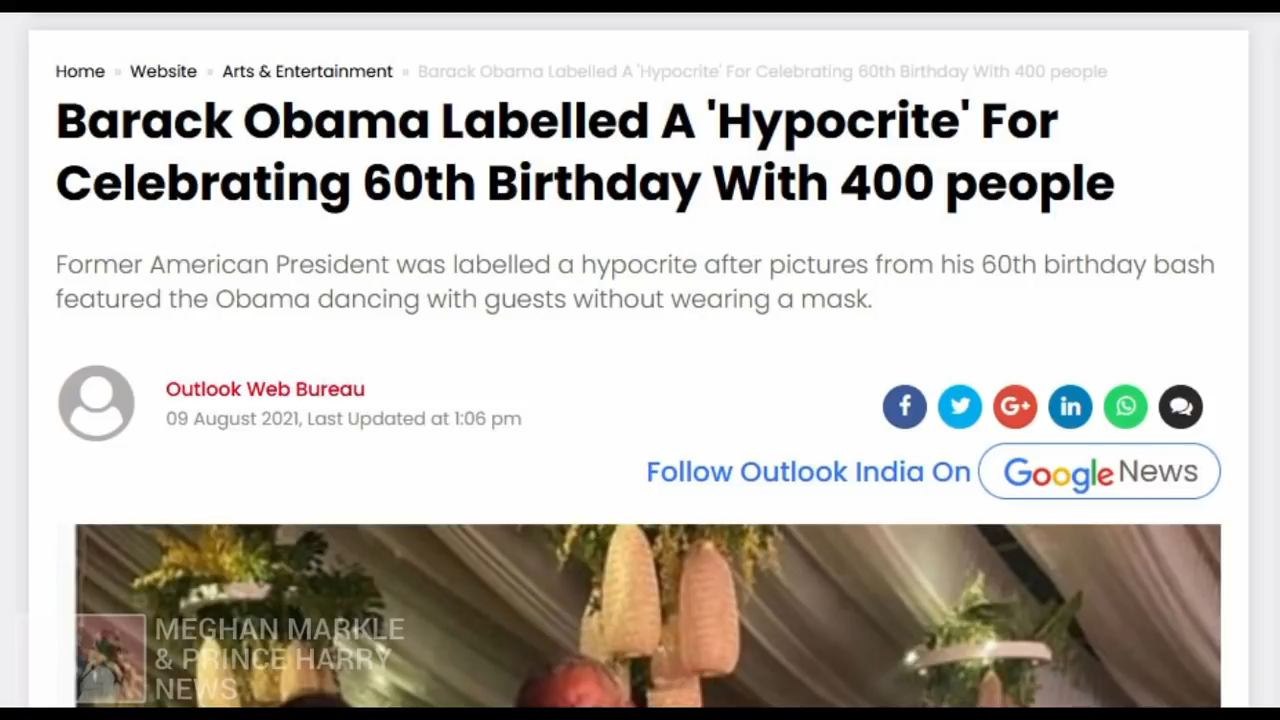 Home » Website » Arts & Entertainment » Barack Obama Labelled A 'Hypocrite' For Celebrating 60th Birthday With 400 people
Barack Obama Labelled A 'Hypocrite' For
Celebrating 60th Birthday With 400 people
Former American President was labelled a hypocrite after pictures from his 60th birthday bash
featured the Obama dancing with guests without wearing a mask.
Outlook Web Bureau
09 August 2021, Last Updated at 1:06 pm
f G+ in
Follow Outlook India On Google News
MEGHAN MARKLE
& PRINCE HARRY
NEWS